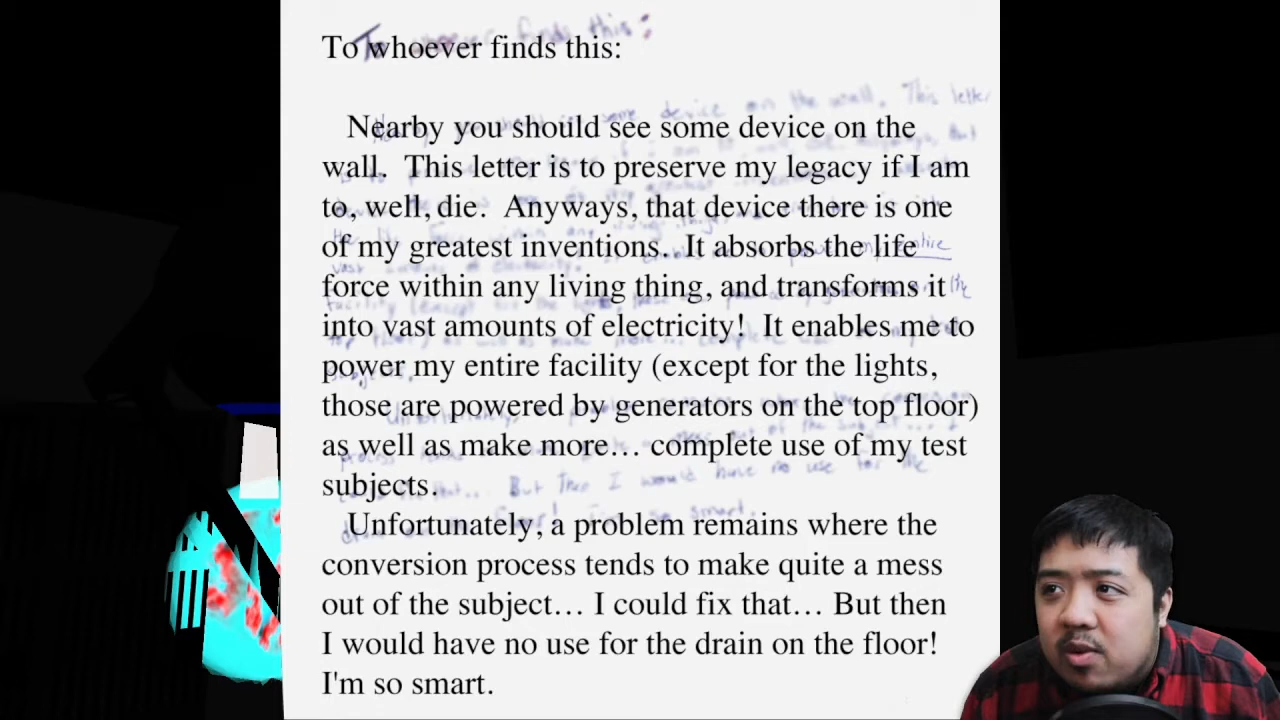 To whoever finds this:
Nearby you should see some device on the
wall.  This letter is to preserve my legacy if I am
to, well, die.  Anyways, that device there is one
of my greatest inventions.  It absorbs the life
force within any living thing, and transforms it
into vast amounts of electricity!  It enables me to
power my entire facility (except for the lights,
those are powered by generators on the top floor)
as well as make more… complete use of my test
subjects.
Unfortunately, a problem remains where the
conversion process tends to make quite a mess
out of the subject… I could fix that… But then
I would have no use for the drain on the floor!
I'm so smart.